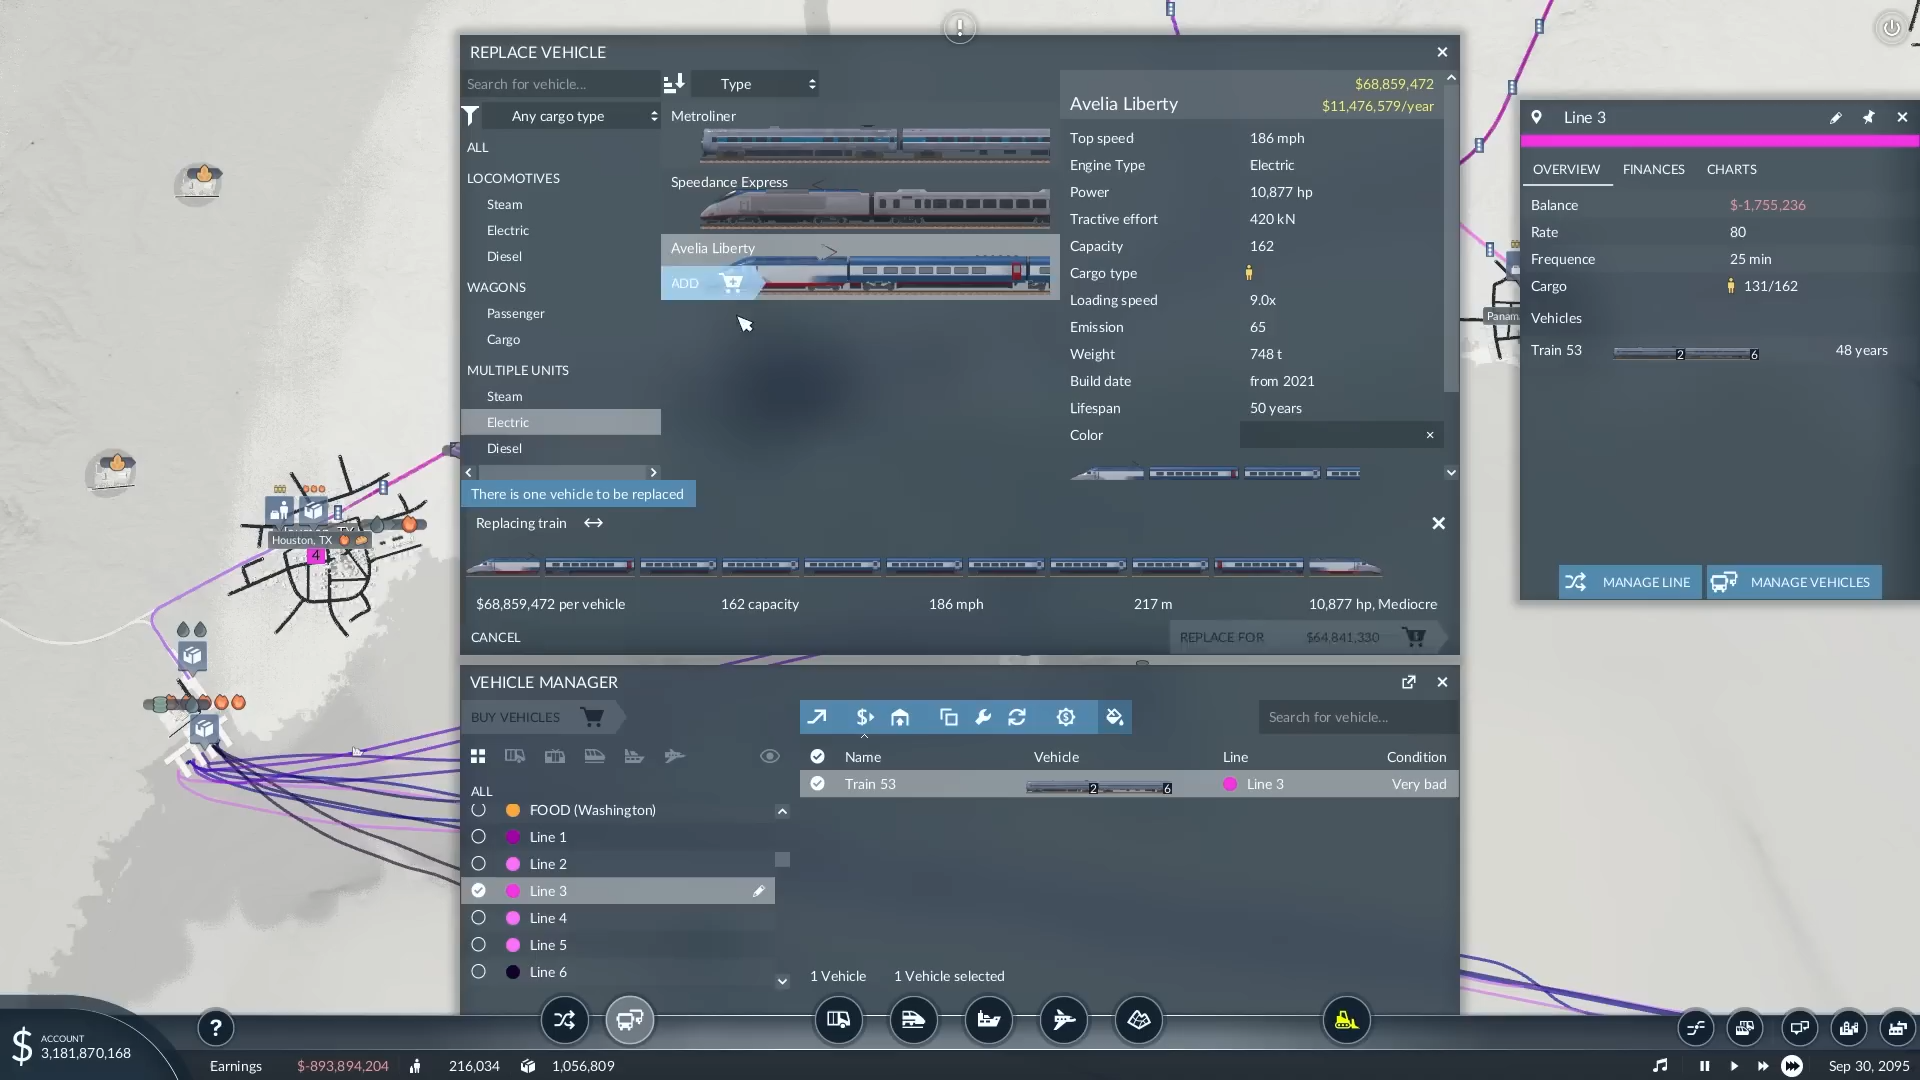 REPLACE VEHICLE
Search for vehicle...
Type
Any cargo type
ALL
LOCOMOTIVES
Steam
Electric
Diesel
WAGONS
Passenger
Cargo
MULTIPLE UNITS
Steam
Electric
Diesel
Metroliner
Speedance Express
Avelia Liberty
ADD
$68,859,472
Avelia Liberty
$11,476,579/year
Top speed 186 mph
Engine Type Electric
Power 10,877 hp
Tractive effort 420 kN
Capacity 162
Cargo type
Loading speed 9.0x
Emission 65
Weight 748 t
Build date from 2021
Lifespan 50 years
Color
There is one vehicle to be replaced
Replacing train
$68,859,472 per vehicle 162 capacity 186 mph 217 m 10,877 hp, Mediocre
CANCEL
REPLACE FOR $64,841,330
VEHICLE MANAGER
BUY VEHICLES
Search for vehicle...
ALL
FOOD (Washington)
Line 1
Line 2
Line 3
Line 4
Line 5
Line 6
Name Vehicle Line Condition
Train 53 2 6 Line 3 Very bad
1 Vehicle 1 Vehicle selected
Line 3
OVERVIEW FINANCES CHARTS
Balance $-1,755,236
Rate 80
Frequence 25 min
Cargo 131/162
Vehicles
Train 53 2 6 48 years
MANAGE LINE
MANAGE VEHICLES
Houston, TX
4
Panam
ACCOUNT
3,181,870,168
?
Earnings $-893,894,204 216,034 1,056,809
Sep 30, 2095